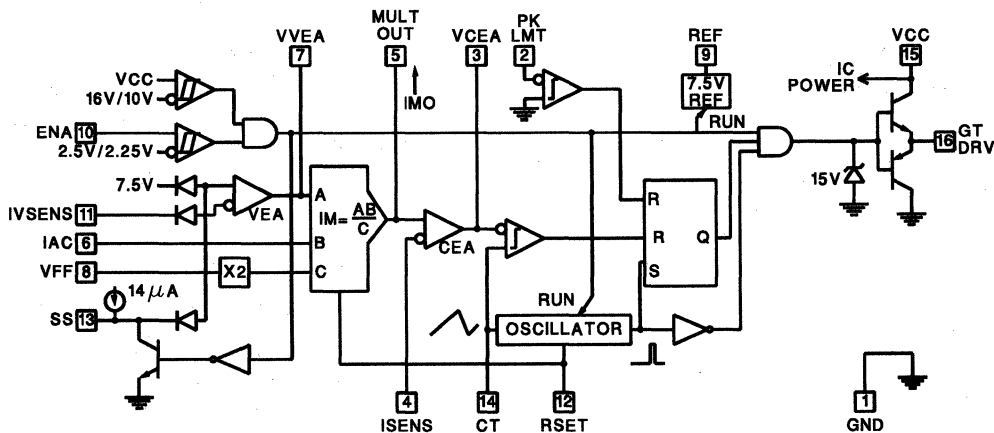 VVEA
7
MULT
OUT
5
IMO
VCEA
3
PK
LMT
2
REF
9
7.5V
REF
RUN
VCC
15
IC
POWER
VCC
16V/10V
ENA 10
2.5V/2.25V
7.5V
IVSENS 11
VEA
IAC 6
VFF 8
X2
14 µA
SS 13
A
B
C
IM= AB
C
CEA
R
R
S
Q
15V
16 GT
DRV
RUN
OSCILLATOR
4
ISENS
14
CT
12
RSET
1
GND